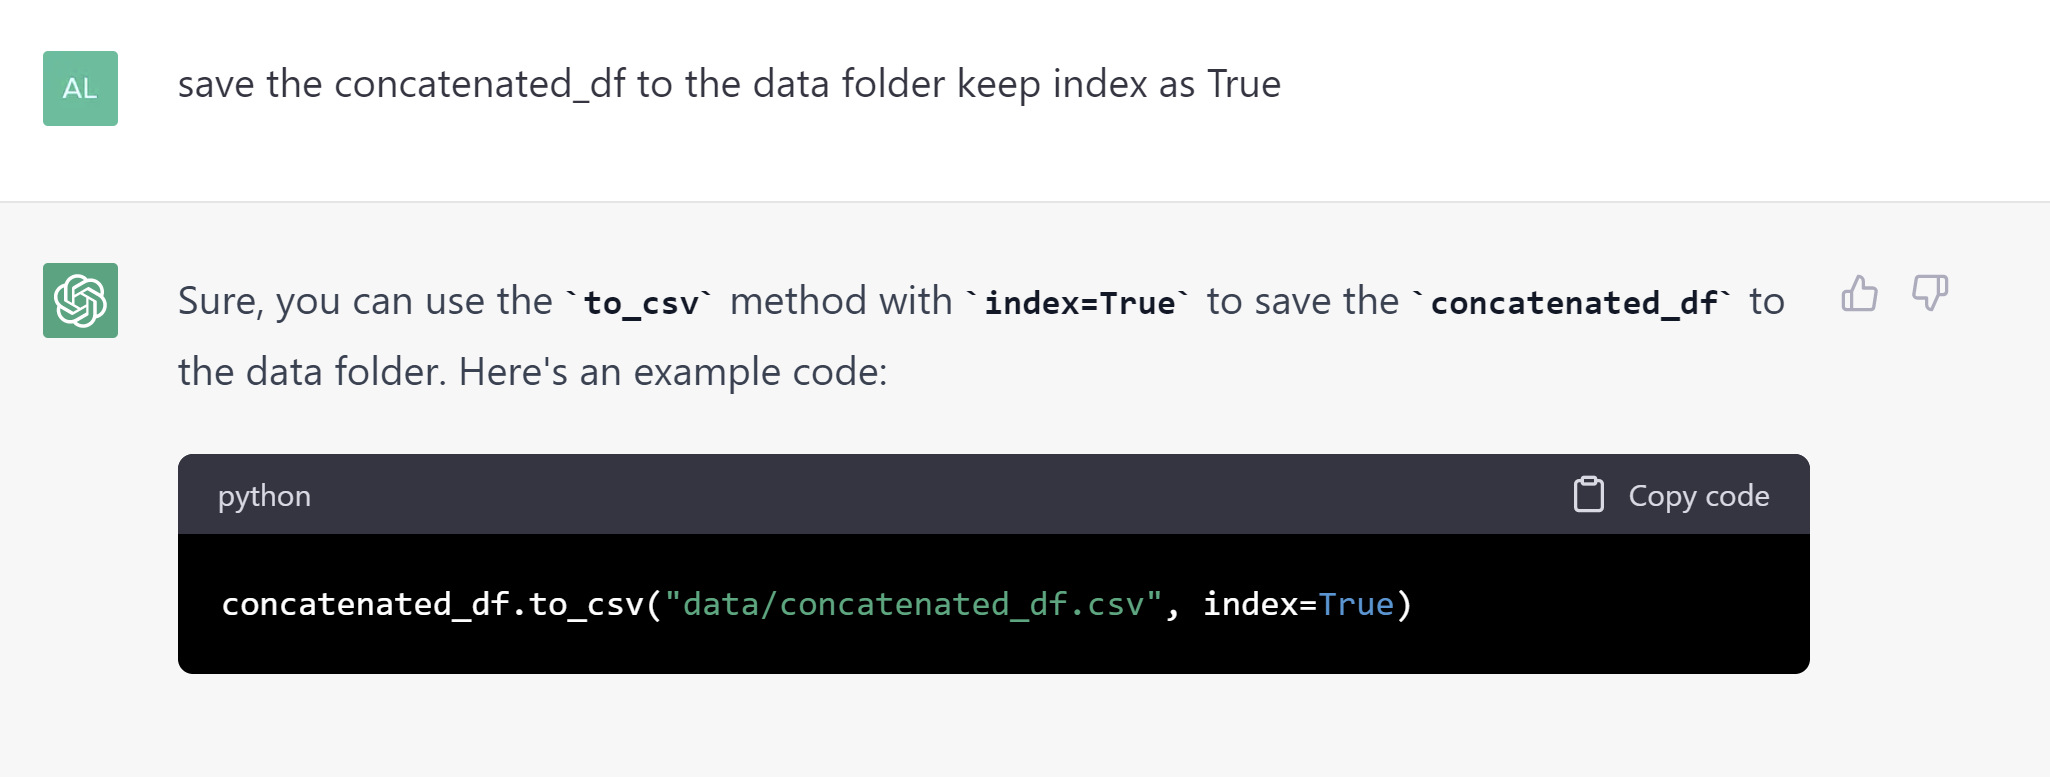 AL
save the concatenated_df to the data folder keep index as True
Sure, you can use the `to_csv` method with `index=True` to save the `concatenated_df` to
the data folder. Here's an example code:
python
Copy code
concatenated_df.to_csv("data/concatenated_df.csv", index=True)